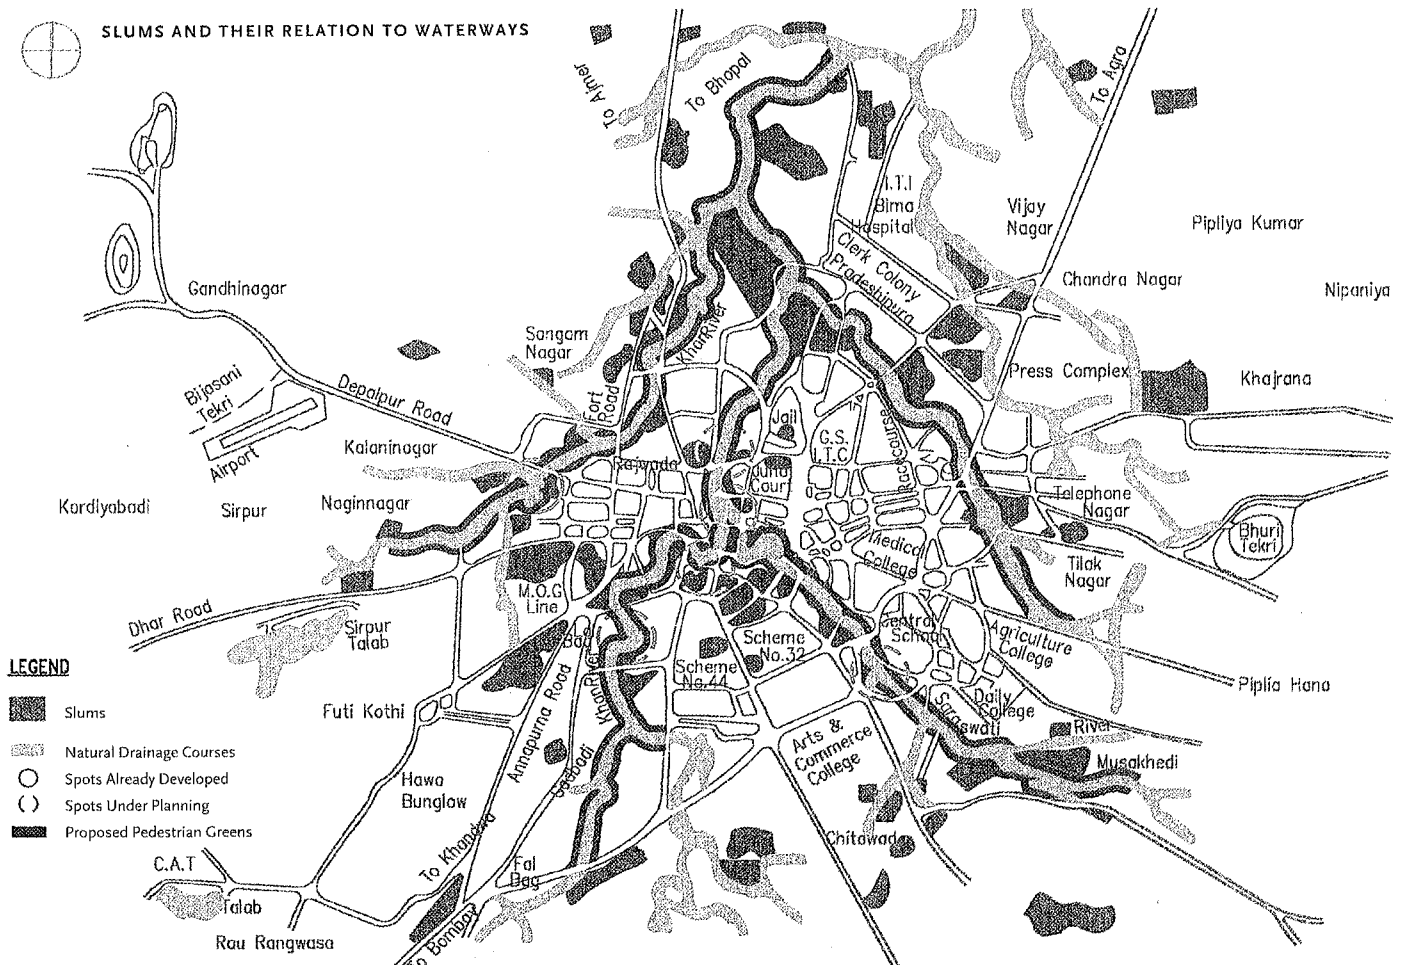 SLUMS AND THEIR RELATION TO WATERWAYS
To Ajmer
To Bhopal
To Agra
I.T.I
Bima
Hospital
Vijay
Nagar
Pipliya Kumar
Clerk Colony
Pradeshipura
Chandra Nagar
Nipaniya
Gandhinagar
Sangam
Nagar
Khan River
Bijasani
Tekri
Depalpur Road
Fort
Road
Press Complex
Khajrana
Airport
Kalaninagar
Jail
G.S.
I.T.C
Racecourse
Rajwada
Juna
Court
Kordiyabadi
Sirpur
Naginnagar
Telephone
Nagar
Bhuri
Tekri
Medical
College
Tilak
Nagar
M.O.G
Line
Dhar Road
Sirpur
Talab
Lal
Bag
Scheme
No.32
Central
School
Agriculture
College
Scheme
No.44
Khan River
Piplia Hana
LEGEND
Slums
Natural Drainage Courses
Spots Already Developed
Spots Under Planning
Proposed Pedestrian Greens
Futi Kothi
Annapurna Road
Daily
College
Saraswati
River
Arts &
Commerce
College
Musakhedi
Hawa
Bunglow
Gadbadi
To Khandwa
Chitawad
C.A.T
Talab
Fal
Bag
Rau Rangwasa
To Bombay